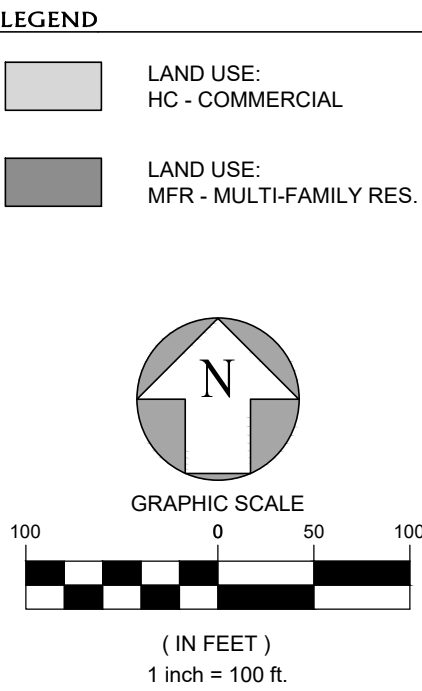 LEGEND
LAND USE:
HC - COMMERCIAL
LAND USE:
MFR - MULTI-FAMILY RES.
N
GRAPHIC SCALE
100 0 50 100
( IN FEET )
1 inch = 100 ft.